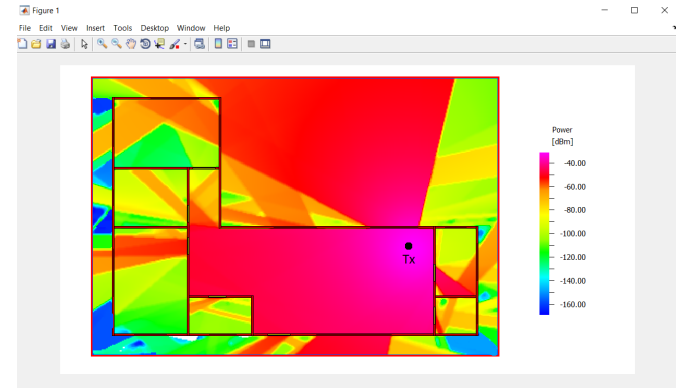 Figure 1
File Edit View Insert Tools Desktop Window Help
Power
[dBm]
-40.00
-60.00
-80.00
-100.00
-120.00
-140.00
-160.00
Tx